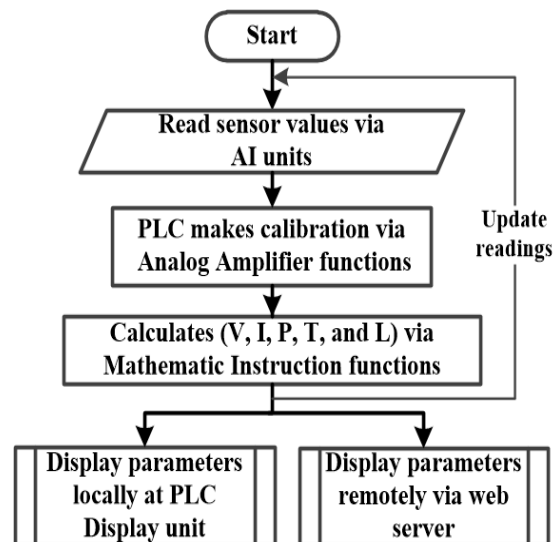 Start
Read sensor values via
AI units
PLC makes calibration via
Analog Amplifier functions
Update
readings
Calculates (V, I, P, T, and L) via
Mathematic Instruction functions
Display parameters
locally at PLC
Display unit
Display parameters
remotely via web
server